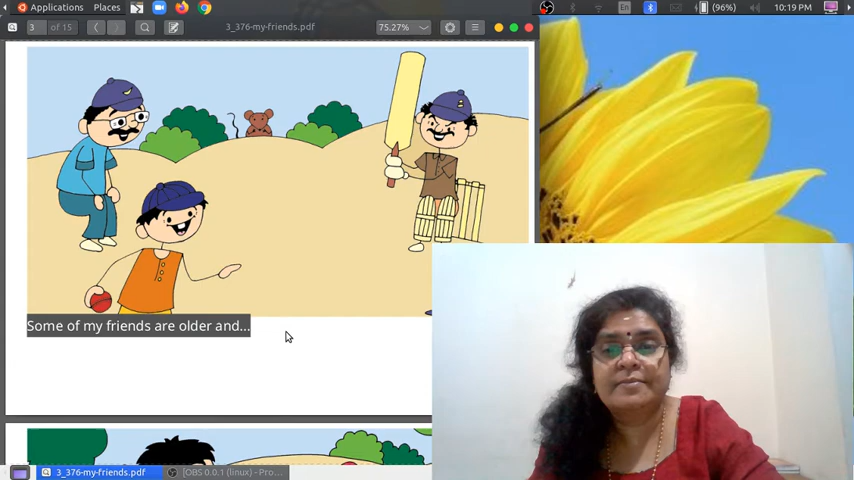 Applications Places En (96%) 10:19 PM
3 of 15 3_376-my-friends.pdf 75.27%
Some of my friends are older and...
3_376-my-friends.pdf [OBS 0.0.1 (linux) - Pro...